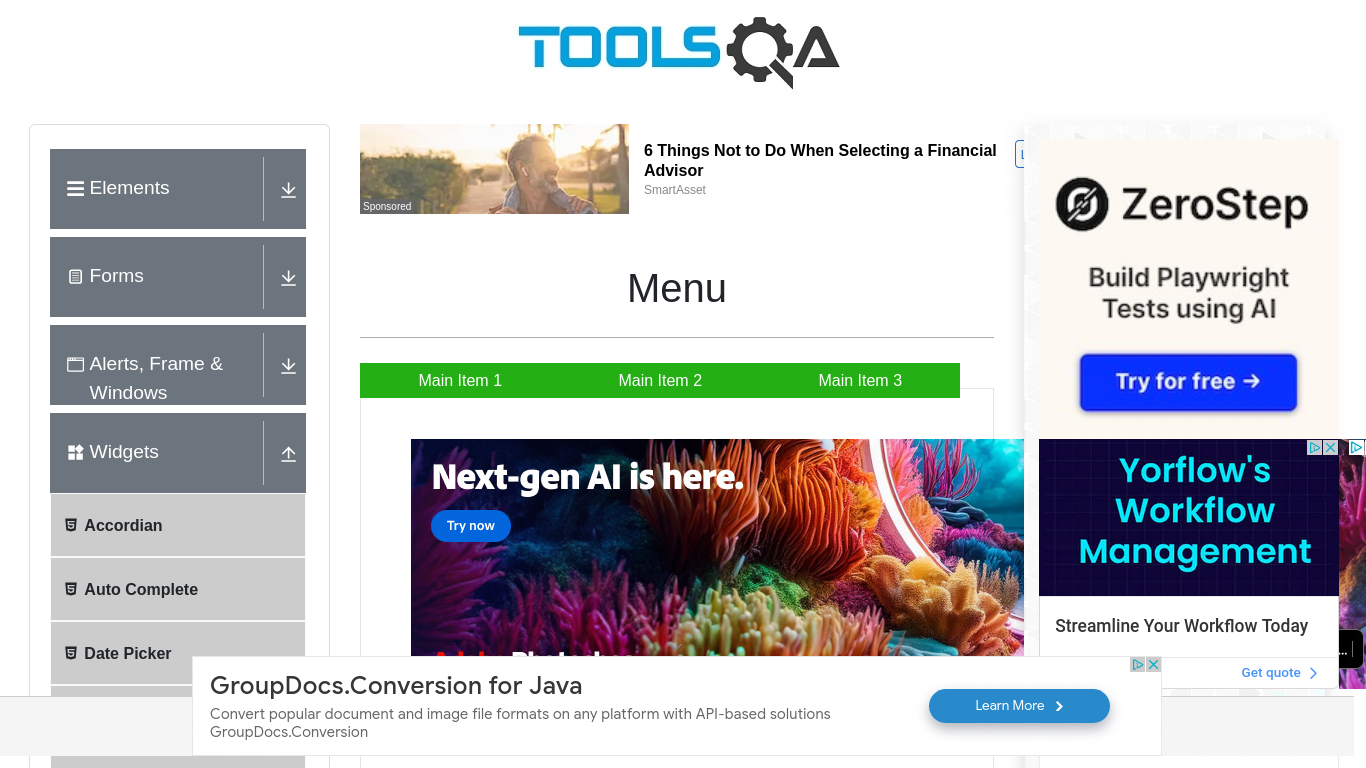 TOOLSQA
Elements
Forms
Alerts, Frame &
Windows
Widgets
Accordian
Auto Complete
Date Picker
Sponsored
6 Things Not to Do When Selecting a Financial
Advisor
SmartAsset
Menu
Main Item 1
Main Item 2
Main Item 3
Next-gen AI is here.
Try now
ZeroStep
Build Playwright
Tests using AI
Try for free →
Yorflow's
Workflow
Management
Streamline Your Workflow Today
Get quote
GroupDocs.Conversion for Java
Convert popular document and image file formats on any platform with API-based solutions
GroupDocs.Conversion
Learn More